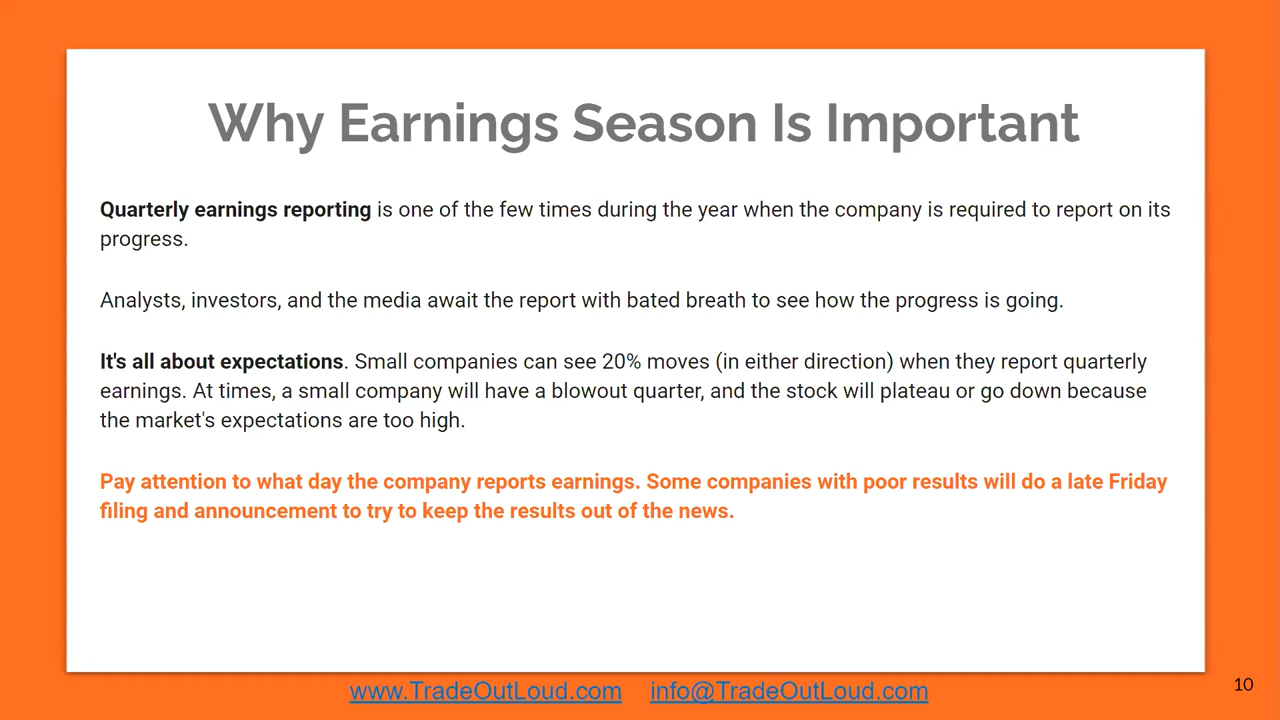 Why Earnings Season Is Important
Quarterly earnings reporting is one of the few times during the year when the company is required to report on its
progress.
Analysts, investors, and the media await the report with bated breath to see how the progress is going.
It's all about expectations. Small companies can see 20% moves (in either direction) when they report quarterly
earnings. At times, a small company will have a blowout quarter, and the stock will plateau or go down because
the market's expectations are too high.
Pay attention to what day the company reports earnings. Some companies with poor results will do a late Friday
filing and announcement to try to keep the results out of the news.
www.TradeOutLoud.com info@TradeOutLoud.com
10